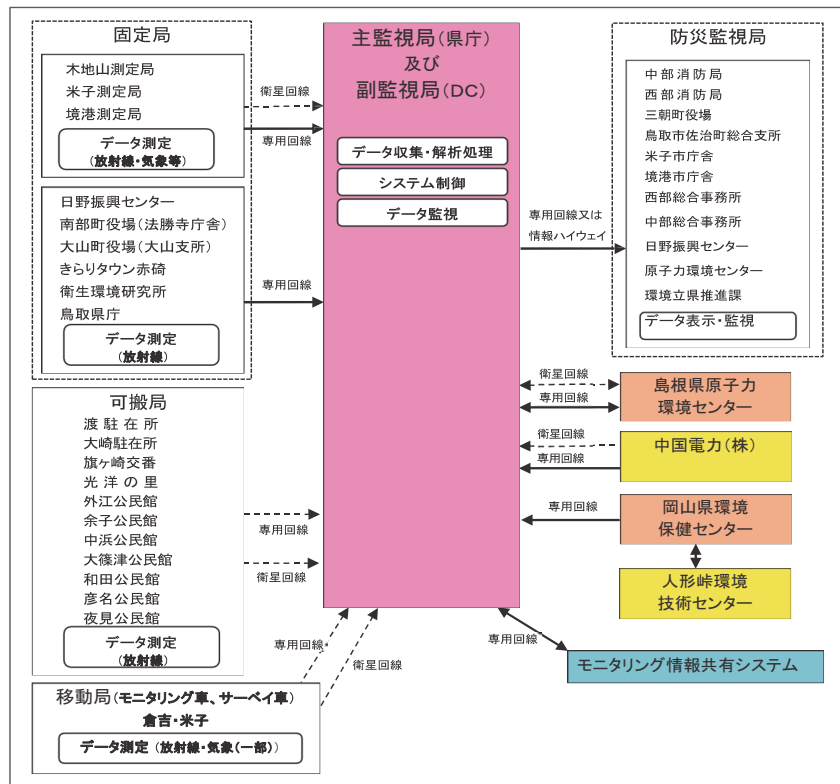 固定局
木地山測定局
米子測定局
境港測定局
データ測定
(放射線・気象等)
衛星回線
専用回線
日野振興センター
南部町役場(法勝寺庁舎)
大山町役場(大山支所)
きらりタウン赤碕
衛生環境研究所
鳥取県庁
データ測定
(放射線)
専用回線
可搬局
渡駐在所
大崎駐在所
旗ヶ崎交番
光洋の里
外江公民館
余子公民館
中浜公民館
大篠津公民館
和田公民館
彦名公民館
夜見公民館
データ測定
(放射線)
専用回線
衛星回線
移動局(モニタリング車、サーベイ車)
倉吉・米子
データ測定 (放射線・気象(一部))
専用回線
衛星回線
主監視局(県庁)
及び
副監視局(DC)
データ収集・解析処理
システム制御
データ監視
専用回線又は
情報ハイウェイ
防災監視局
中部消防局
西部消防局
三朝町役場
鳥取市佐治町総合支所
米子市庁舎
境港市庁舎
西部総合事務所
中部総合事務所
日野振興センター
原子力環境センター
環境立県推進課
データ表示・監視
衛星回線
専用回線
島根県原子力
環境センター
衛星回線
専用回線
中国電力(株)
専用回線
岡山県環境
保健センター
人形峠環境
技術センター
専用回線
モニタリング情報共有システム